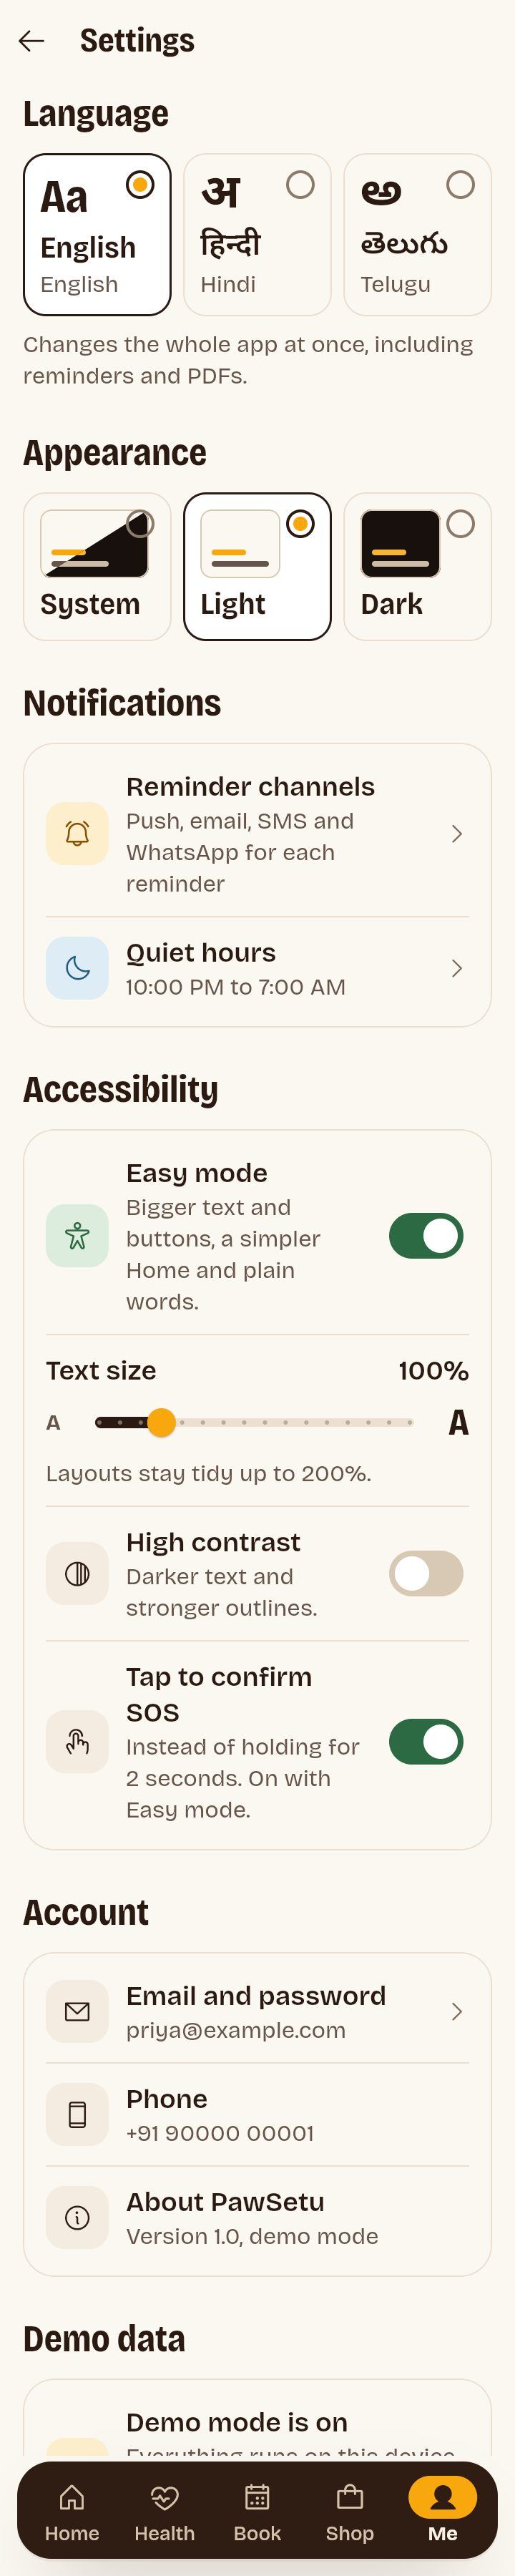 Settings
Language
Aa
English
English
अ
हिन्दी
Hindi
అ
తెలుగు
Telugu
Changes the whole app at once, including
reminders and PDFs.
Appearance
System
Light
Dark
Notifications
Reminder channels
Push, email, SMS and
WhatsApp for each
reminder
Quiet hours
10:00 PM to 7:00 AM
Accessibility
Easy mode
Bigger text and
buttons, a simpler
Home and plain
words.
Text size
100%
A
A
Layouts stay tidy up to 200%.
High contrast
Darker text and
stronger outlines.
Tap to confirm
SOS
Instead of holding for
2 seconds. On with
Easy mode.
Account
Email and password
priya@example.com
Phone
+91 90000 00001
About PawSetu
Version 1.0, demo mode
Demo data
Demo mode is on
Everything runs on this device
Home
Health
Book
Shop
Me